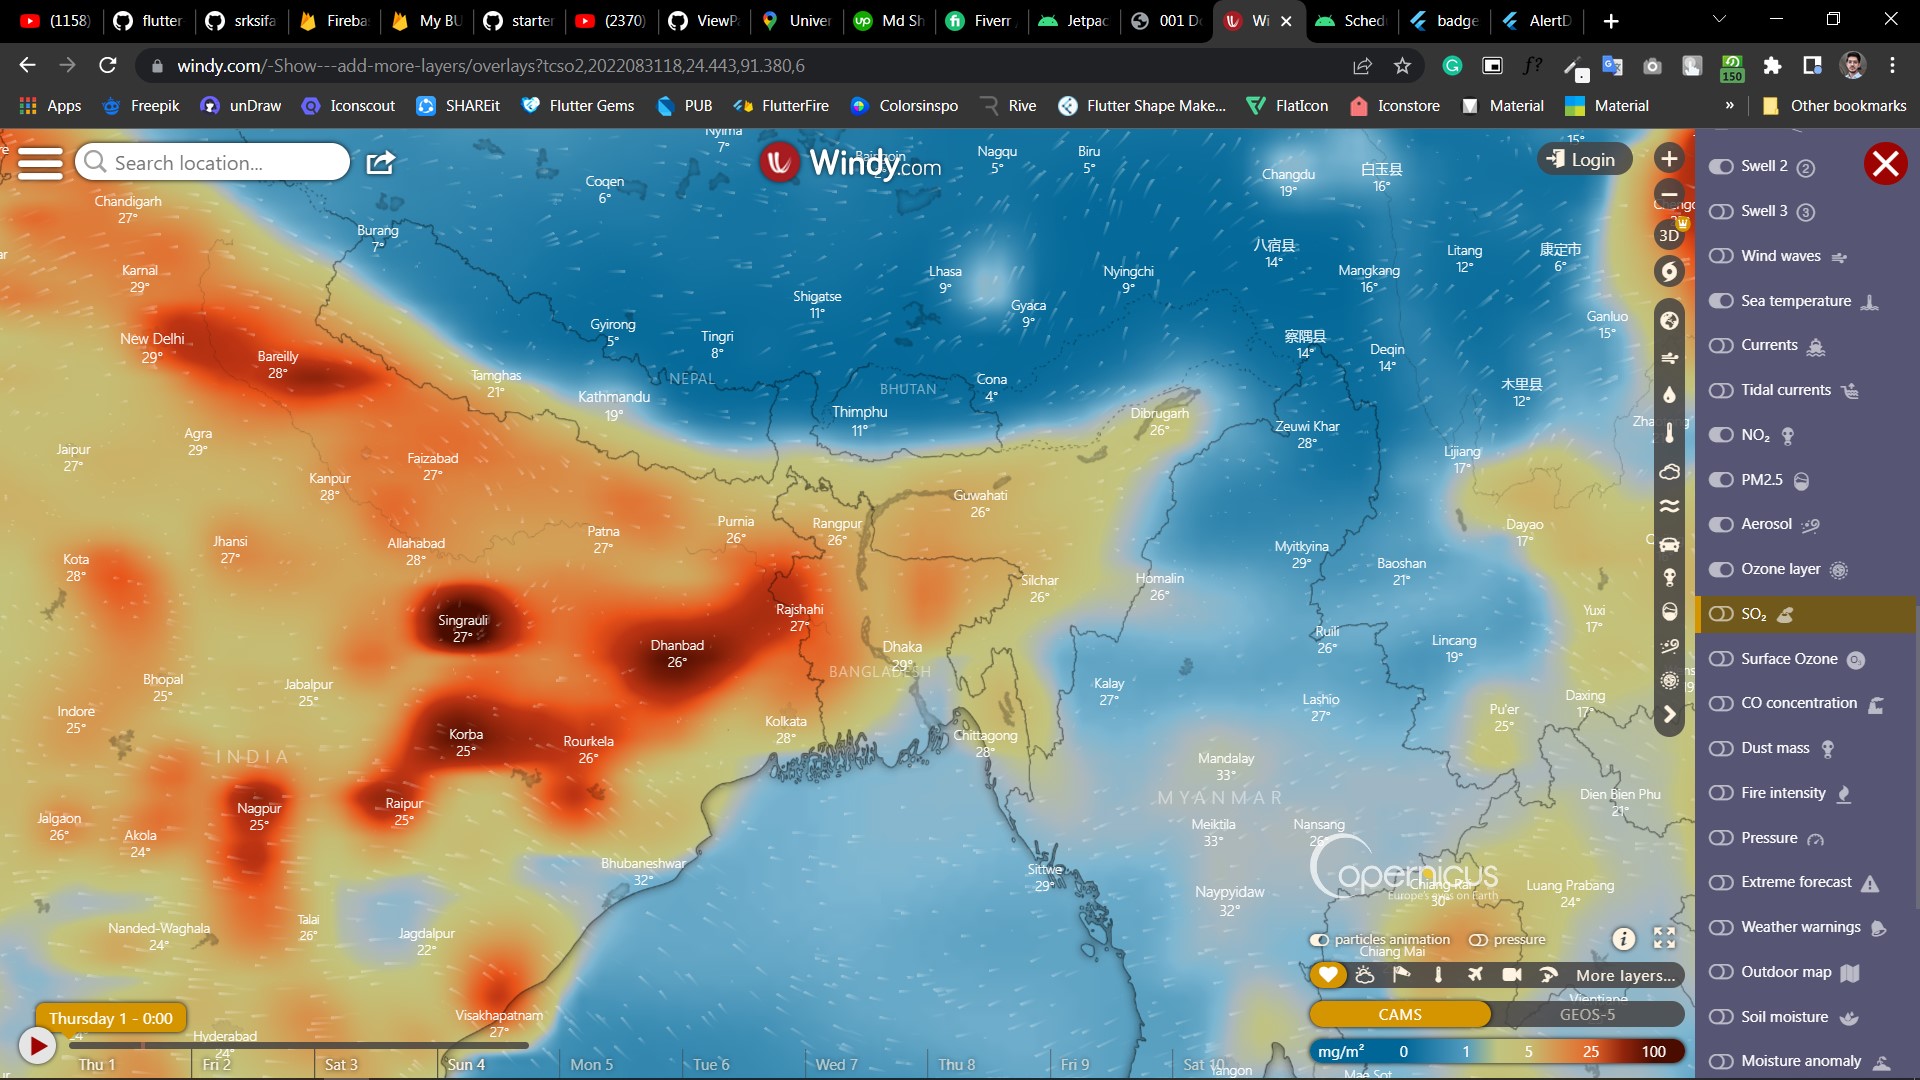 (1158)
flutter-
srksifa
Fireba
My BU
starter
(2370)
ViewPa
Univer
Md Sh
Fiverr
Jetpac
001 Do
Wi
Sched
badge
AlertD
windy.com/-Show---add-more-layers/overlays?tcso2,2022083118,24.443,91.380,6
150
Apps
Freepik
unDraw
Iconscout
SHAREit
Flutter Gems
PUB
FlutterFire
Colorsinspo
Rive
Flutter Shape Make...
FlatIcon
Iconstore
Material
Material
»
Other bookmarks
Search location...
Windy.com
Login
3D
Nyima
7°
Nagqu
5°
Biru
5°
15°
Coqen
6°
Changdu
19°
白玉县
16°
Chandigarh
27°
Burang
7°
八宿县
14°
Litang
12°
康定市
6°
Karnal
29°
Lhasa
9°
Nyingchi
9°
Mangkang
16°
Shigatse
11°
Gyaca
9°
Ganluo
15°
Gyirong
5°
Tingri
8°
察隅县
14°
New Delhi
29°
Bareilly
28°
Deqin
14°
Tamghas
21°
NEPAL
BHUTAN
Cona
4°
木里县
12°
Kathmandu
19°
Thimphu
11°
Dibrugarh
26°
Zeuwi Khar
28°
Agra
29°
Jaipur
27°
Faizabad
27°
Lijiang
17°
Kanpur
28°
Guwahati
26°
Patna
27°
Purnia
26°
Rangpur
26°
Dayao
17°
Jhansi
27°
Allahabad
28°
Myitkyina
29°
Kota
28°
Baoshan
21°
Silchar
26°
Homalin
26°
Rajshahi
27°
Yuxi
17°
Singrauli
27°
Ruili
26°
Lincang
19°
Dhanbad
26°
Dhaka
29°
BANGLADESH
Bhopal
25°
Jabalpur
25°
Kalay
27°
Lashio
27°
Daxing
17°
Indore
25°
Pu'er
25°
Kolkata
28°
Korba
25°
Rourkela
26°
Chittagong
28°
INDIA
Mandalay
33°
MYANMAR
Dien Bien Phu
21°
Nagpur
25°
Raipur
25°
Jalgaon
26°
Akola
24°
Meiktila
33°
Nansang
26°
Bhubaneshwar
32°
Sittwe
29°
Copernicus
Europe's eyes on Earth
Chiang Rai
30°
Luang Prabang
24°
Naypyidaw
32°
Nanded-Waghala
24°
Talai
26°
Jagdalpur
22°
Chiang Mai
Visakhapatnam
27°
Hyderabad
24°
Vientiane
Yangon
Mae Sot
particles animation
pressure
More layers...
CAMS
GEOS-5
mg/m² 0 1 5 25 100
Thursday 1 - 0:00
Thu 1
Fri 2
Sat 3
Sun 4
Mon 5
Tue 6
Wed 7
Thu 8
Fri 9
Sat 10
Swell 2 2
Swell 3 3
Wind waves
Sea temperature
Currents
Tidal currents
NO₂
PM2.5
Aerosol
Ozone layer
SO₂
Surface Ozone O₃
CO concentration
Dust mass
Fire intensity
Pressure
Extreme forecast
Weather warnings
Outdoor map
Soil moisture
Moisture anomaly